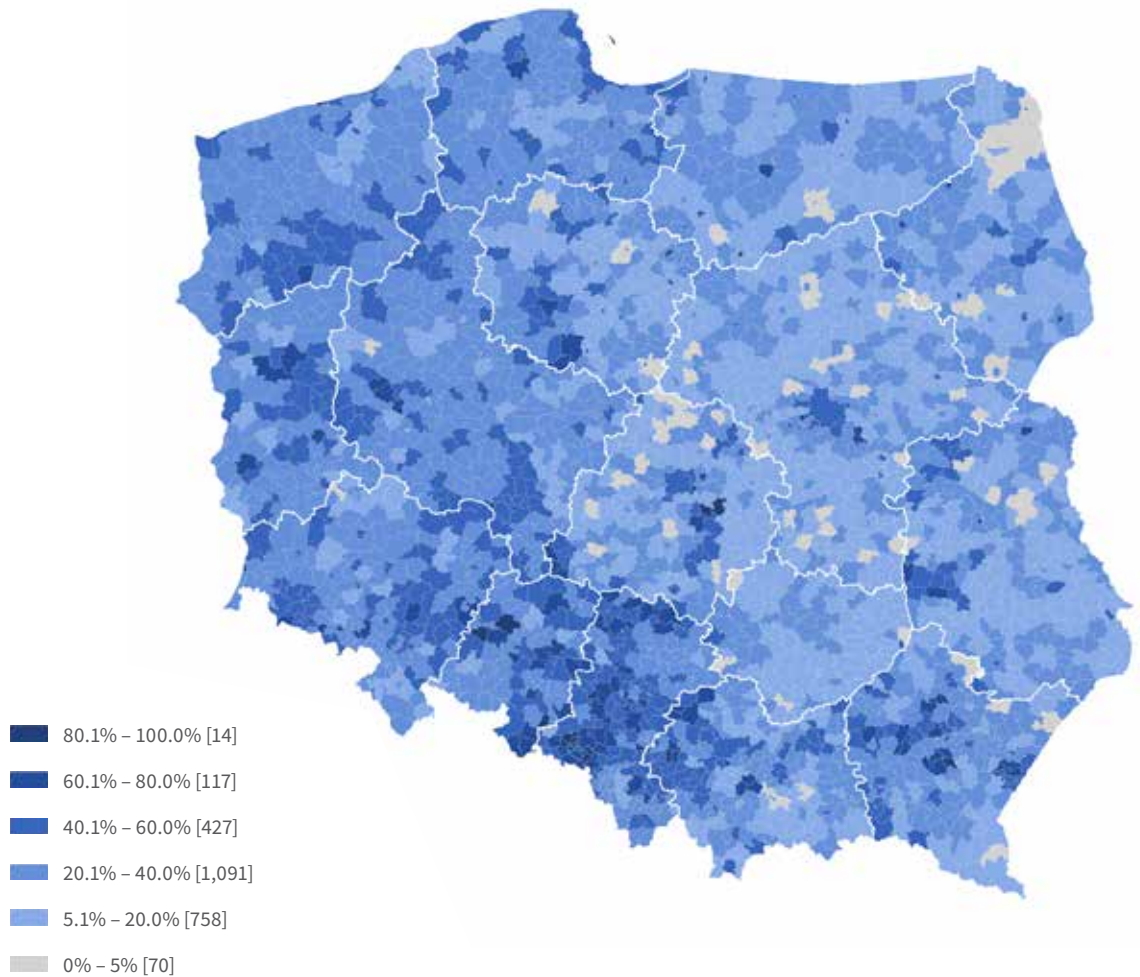 80.1% – 100.0% [14]
60.1% – 80.0% [117]
40.1% – 60.0% [427]
20.1% – 40.0% [1,091]
5.1% – 20.0% [758]
0% – 5% [70]